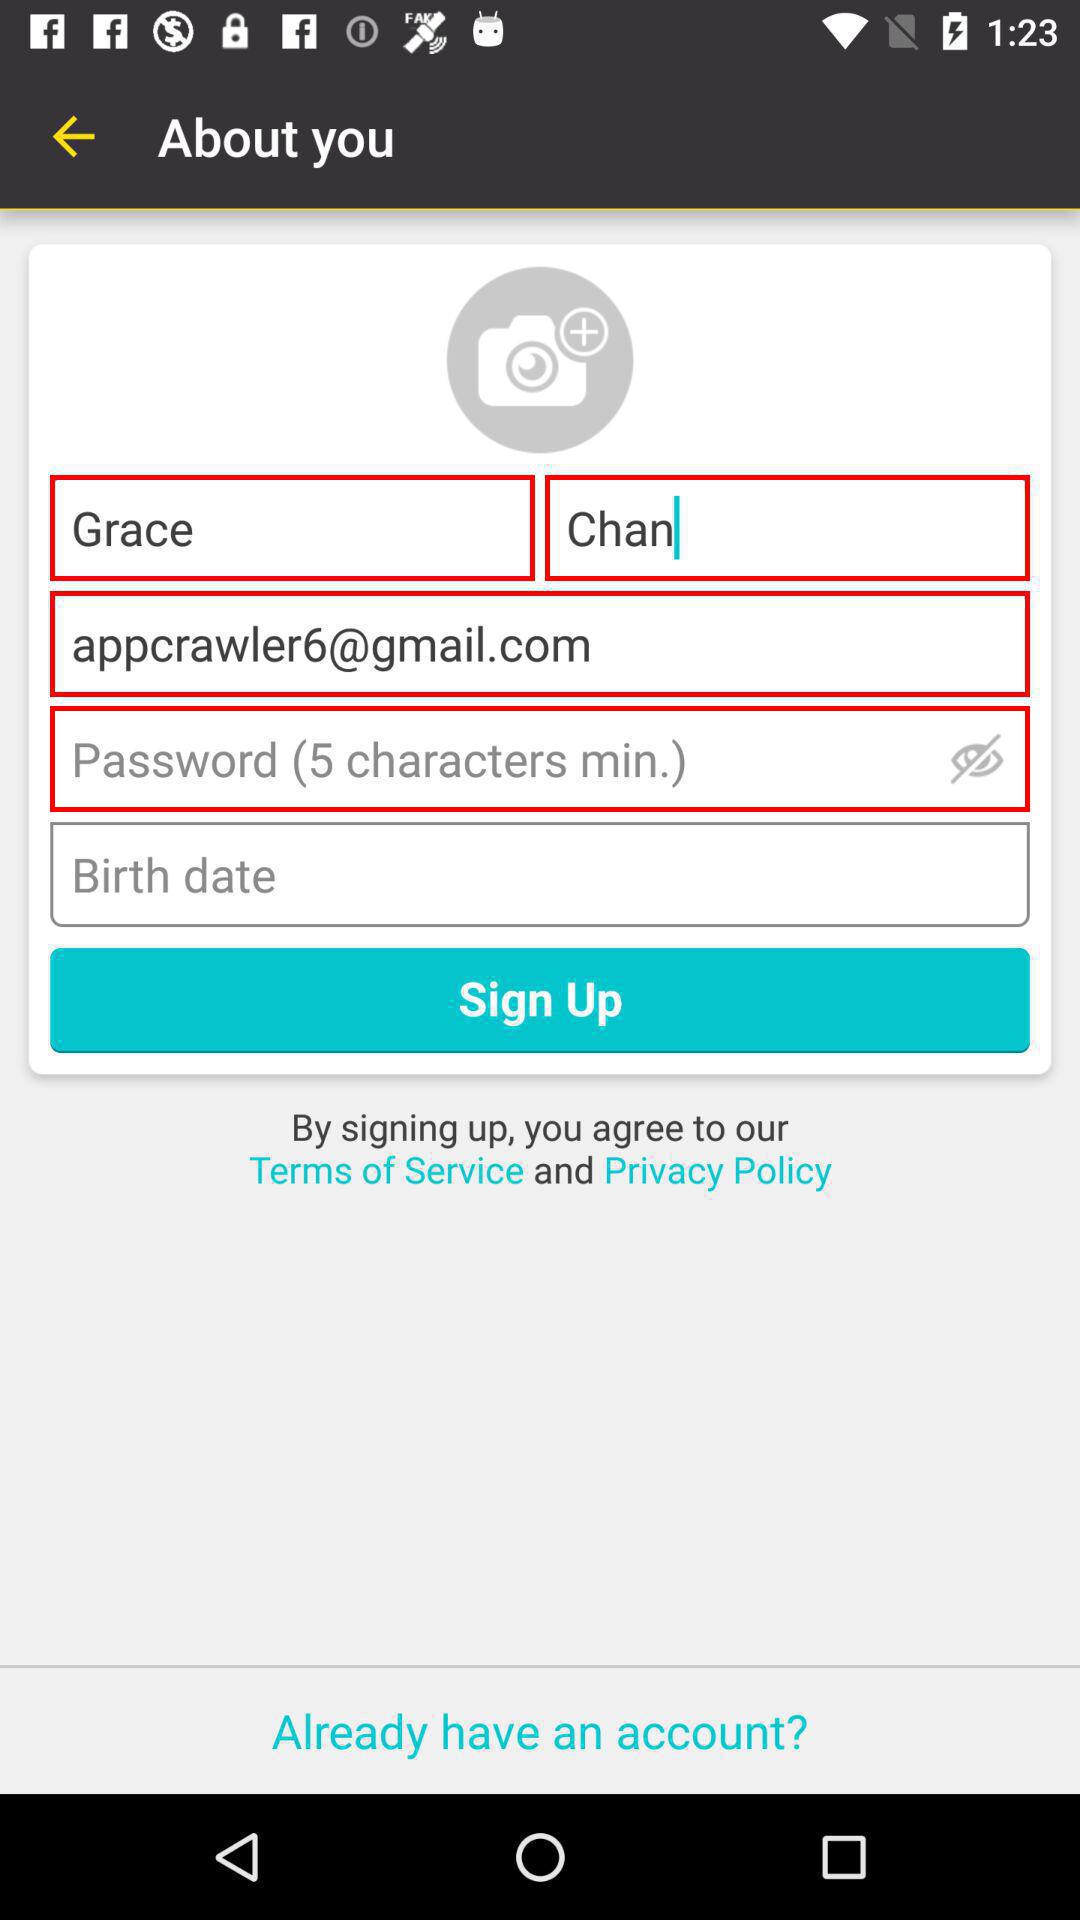 FAKE 1:23
About you
Grace
Chan
appcrawler6@gmail.com
Password (5 characters min.)
Birth date
Sign Up
By signing up, you agree to our
Terms of Service and Privacy Policy
Already have an account?